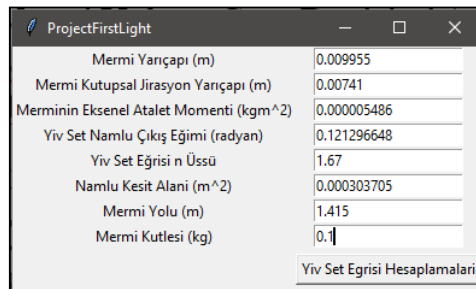 ProjectFirstLight
Mermi Yarıçapı (m) 0.009955
Mermi Kutupsal Jirasyon Yarıçapı (m) 0.00741
Merminin Eksenel Atalet Momenti (kgm^2) 0.000005486
Yiv Set Namlu Çıkış Eğimi (radyan) 0.121296648
Yiv Set Eğrisi n Üssü 1.67
Namlu Kesit Alani (m^2) 0.000303705
Mermi Yolu (m) 1.415
Mermi Kutlesi (kg) 0.1
Yiv Set Egrisi Hesaplamalari